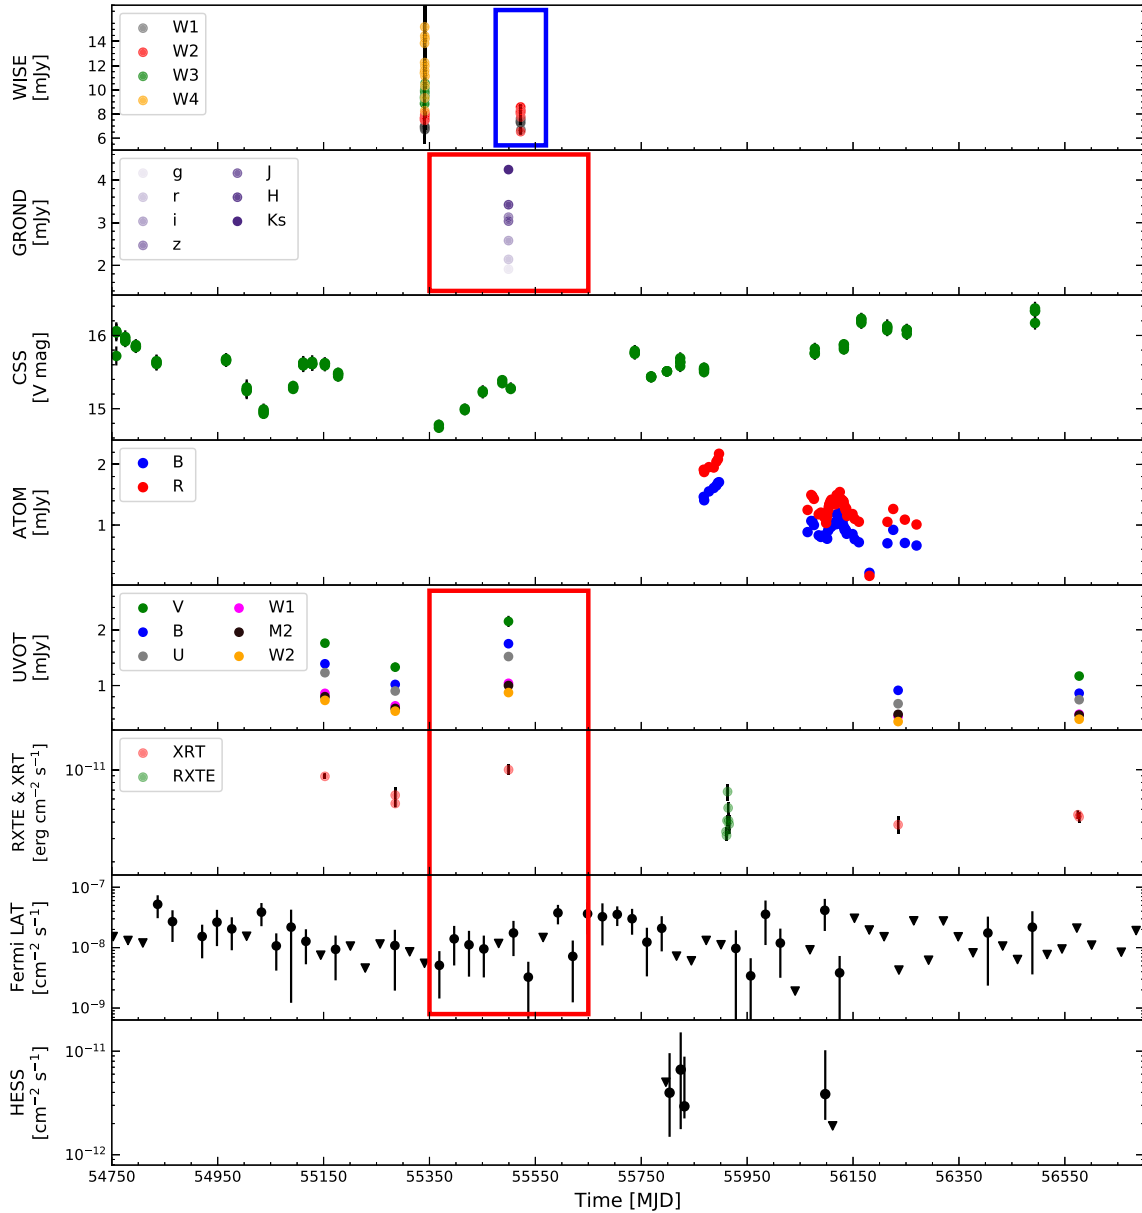 WISE
[mJy]
14
12
10
8
6
W1
W2
W3
W4
GROND
[mJy]
4
3
2
g
r
i
z
J
H
Ks
CSS
[V mag]
16
15
ATOM
[mJy]
2
1
B
R
UVOT
[mJy]
2
1
V
B
U
W1
M2
W2
RXTE & XRT
[erg cm⁻² s⁻¹]
10⁻¹¹
XRT
RXTE
Fermi LAT
[cm⁻² s⁻¹]
10⁻⁷
10⁻⁸
10⁻⁹
HESS
[cm⁻² s⁻¹]
10⁻¹¹
10⁻¹²
54750 54950 55150 55350 55550 55750 55950 56150 56350 56550
Time [MJD]